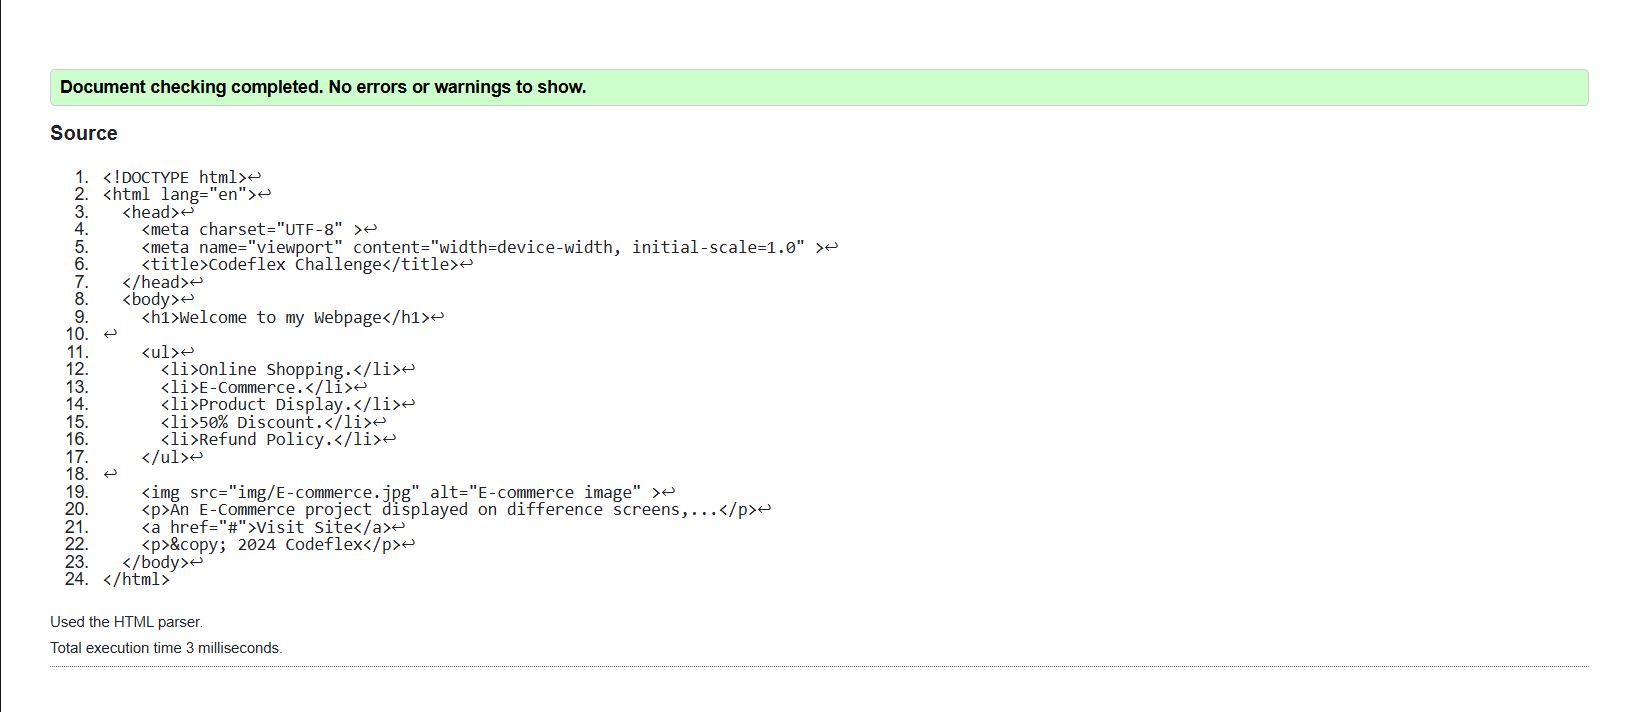 Document checking completed. No errors or warnings to show.
Source
1. <!DOCTYPE html>↩
2. <html lang="en">↩
3.   <head>↩
4.     <meta charset="UTF-8" >↩
5.     <meta name="viewport" content="width=device-width, initial-scale=1.0" >↩
6.     <title>Codeflex Challenge</title>↩
7.   </head>↩
8.   <body>↩
9.     <h1>Welcome to my Webpage</h1>↩
10. ↩
11.     <ul>↩
12.       <li>Online Shopping.</li>↩
13.       <li>E-Commerce.</li>↩
14.       <li>Product Display.</li>↩
15.       <li>50% Discount.</li>↩
16.       <li>Refund Policy.</li>↩
17.     </ul>↩
18. ↩
19.     <img src="img/E-commerce.jpg" alt="E-commerce image" >↩
20.     <p>An E-Commerce project displayed on difference screens,...</p>↩
21.     <a href="#">Visit Site</a>↩
22.     <p>&copy; 2024 Codeflex</p>↩
23.   </body>↩
24. </html>
Used the HTML parser.
Total execution time 3 milliseconds.